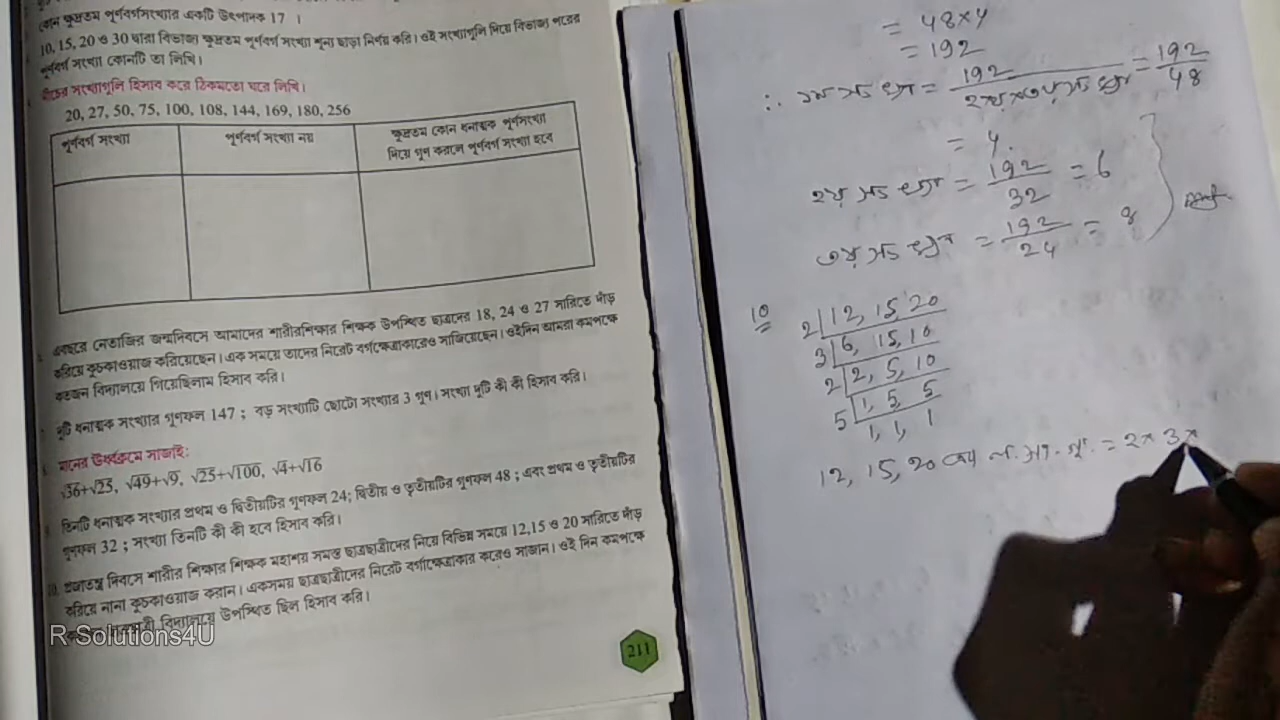 কোন ক্ষুদ্রতম পূর্ণবর্গসংখ্যার একটি উৎপাদক 17 ।
10, 15, 20 ও 30 দ্বারা বিভাজ্য ক্ষুদ্রতম পূর্ণবর্গ সংখ্যা শূন্য ছাড়া নির্ণয় করি। ওই সংখ্যাগুলি দিয়ে বিভাজ্য পরের
পূর্ণবর্গ সংখ্যা কোনটি তা লিখি।
নীচের সংখ্যাগুলি হিসাব করে ঠিকমতো ঘরে লিখি।
20, 27, 50, 75, 100, 108, 144, 169, 180, 256
পূর্ণবর্গ সংখ্যা
পূর্ণবর্গ সংখ্যা নয়
ক্ষুদ্রতম কোন ধনাত্মক পূর্ণসংখ্যা
দিয়ে গুণ করলে পূর্ণবর্গ সংখ্যা হবে
এবছরে নেতাজির জন্মদিবসে আমাদের শারীরশিক্ষার শিক্ষক উপস্থিত ছাত্রদের 18, 24 ও 27 সারিতে দাঁড়
করিয়ে কুচকাওয়াজ করিয়েছেন। এক সময়ে তাদের নিরেট বর্গক্ষেত্রাকারেও সাজিয়েছেন। ওইদিন আমরা কমপক্ষে
কতজন বিদ্যালয়ে গিয়েছিলাম হিসাব করি।
দুটি ধনাত্মক সংখ্যার গুণফল 147 ; বড় সংখ্যাটি ছোটো সংখ্যার 3 গুণ। সংখ্যা দুটি কী কী হিসাব করি।
মানের ঊর্ধ্বক্রমে সাজাই:
√36+√25, √49+√9, √25+√100, √4+√16
তিনটি ধনাত্মক সংখ্যার প্রথম ও দ্বিতীয়টির গুণফল 24; দ্বিতীয় ও তৃতীয়টির গুণফল 48 ; এবং প্রথম ও তৃতীয়টির
গুণফল 32 ; সংখ্যা তিনটি কী কী হবে হিসাব করি।
10. প্রজাতন্ত্র দিবসে শারীর শিক্ষার শিক্ষক মহাশয় সমস্ত ছাত্রছাত্রীদের নিয়ে বিভিন্ন সময়ে 12,15 ও 20 সারিতে দাঁড়
করিয়ে নানা কুচকাওয়াজ করান। একসময় ছাত্রছাত্রীদের নিরেট বর্গক্ষেত্রাকার করেও সাজান। ওই দিন কমপক্ষে
বিদ্যালয়ে উপস্থিত ছিল হিসাব করি।
R Solutions4U
211
= 48×4
= 192
∴ ১ম সংখ্যা = 192 / ২য়×৩য় সংখ্যা = 192 / 48
= 4.
২য় সংখ্যা = 192 / 32 = 6
৩য় সংখ্যা = 192 / 24 = 8
10
2 | 12, 15, 20
3 | 6, 15, 10
2 | 2, 5, 10
5 | 1, 5, 5
1, 1, 1
12, 15, 20 এর ল. সা. গু. = 2× 3×